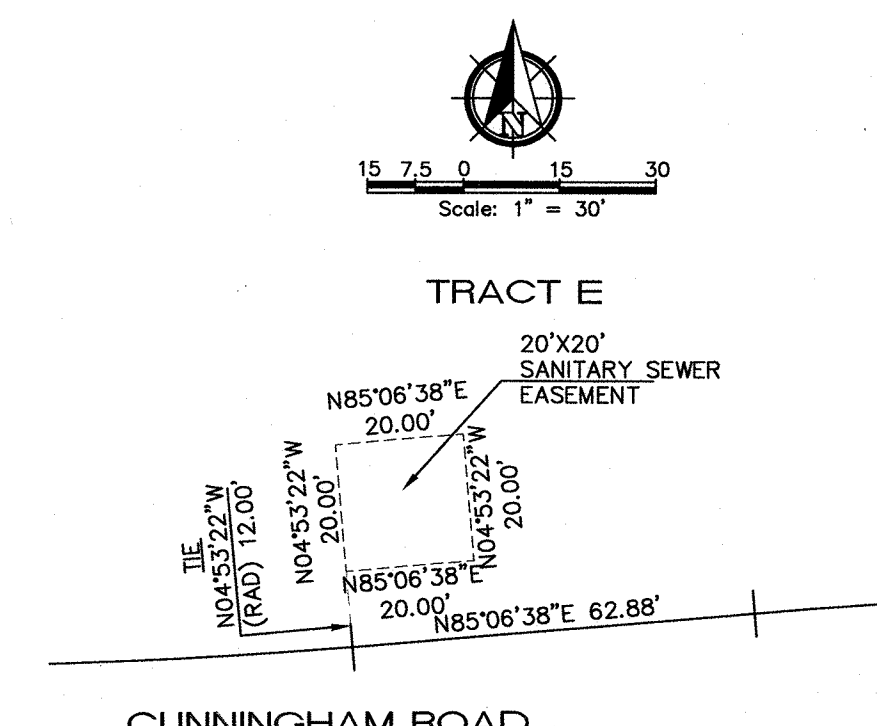 N
15 7.5 0 15 30
Scale: 1" = 30'
TRACT E
20'X20'
SANITARY SEWER
EASEMENT
N85°06'38"E
20.00'
N04°53'22"W
20.00'
N04°53'22"W
20.00'
TIE
N04°53'22"W
(RAD) 12.00'
N85°06'38"E
20.00'
N85°06'38"E 62.88'
CUNNINGHAM ROAD